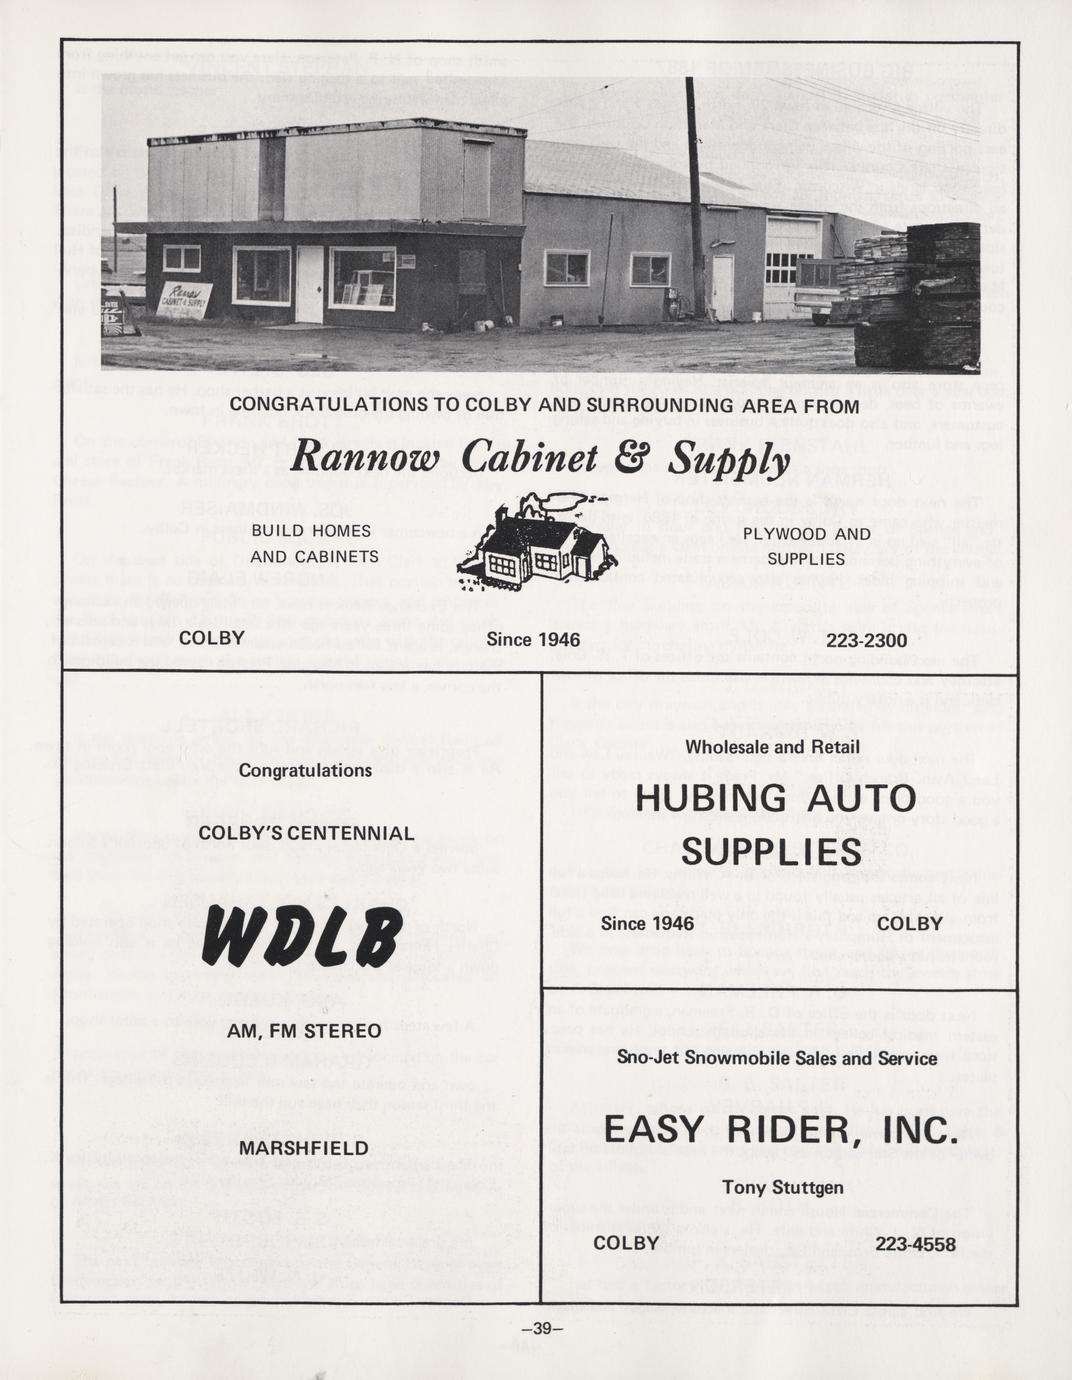 Rannow
CABINET & SUPPLY
CONGRATULATIONS TO COLBY AND SURROUNDING AREA FROM
Rannow Cabinet & Supply
BUILD HOMES
AND CABINETS
PLYWOOD AND
SUPPLIES
COLBY
Since 1946
223-2300
Congratulations
COLBY'S CENTENNIAL
WDLB
AM, FM STEREO
MARSHFIELD
Wholesale and Retail
HUBING AUTO
SUPPLIES
Since 1946
COLBY
Sno-Jet Snowmobile Sales and Service
EASY RIDER, INC.
Tony Stuttgen
COLBY
223-4558
–39–